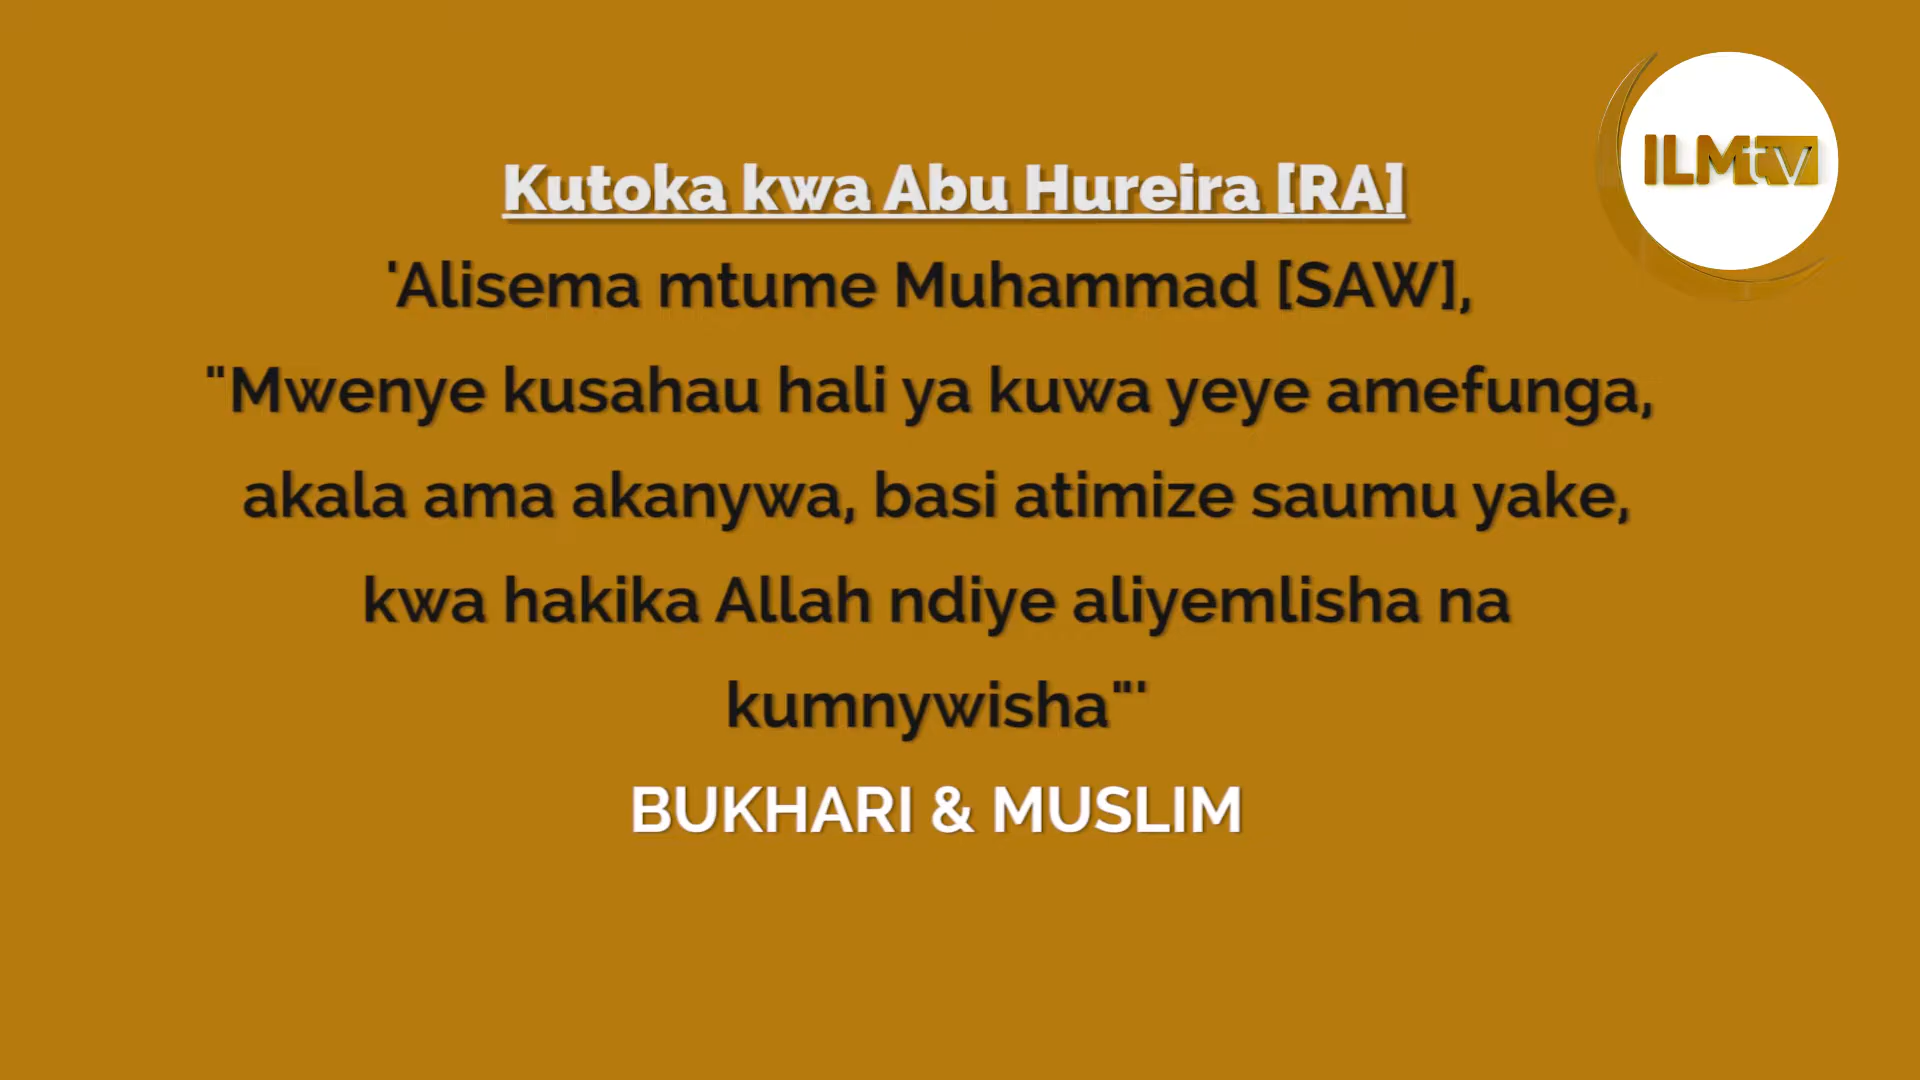 ILMtv
Kutoka kwa Abu Hureira [RA]
'Alisema mtume Muhammad [SAW],
"Mwenye kusahau hali ya kuwa yeye amefunga,
akala ama akanywa, basi atimize saumu yake,
kwa hakika Allah ndiye aliyemlisha na
kumnywisha"'
BUKHARI & MUSLIM